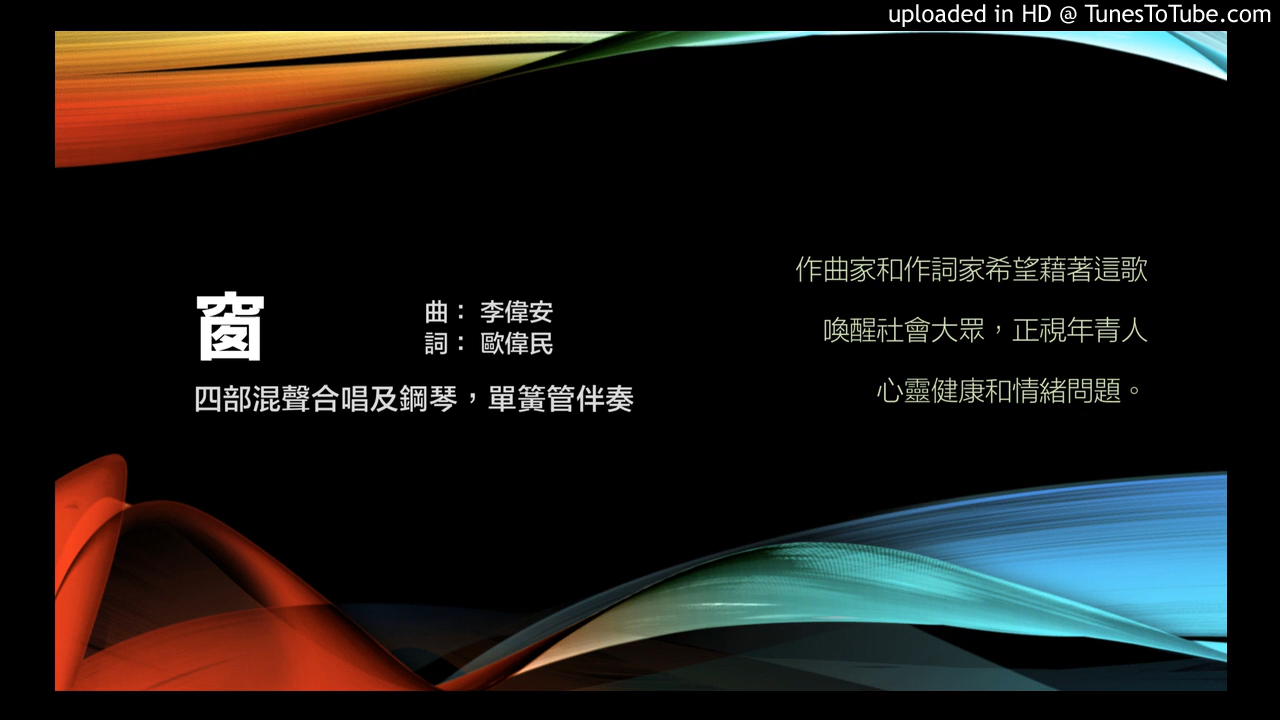 uploaded in HD @ TunesToTube.com
窗
曲： 李偉安
詞： 歐偉民
四部混聲合唱及鋼琴，單簧管伴奏
作曲家和作詞家希望藉著這歌
喚醒社會大眾，正視年青人
心靈健康和情緒問題。